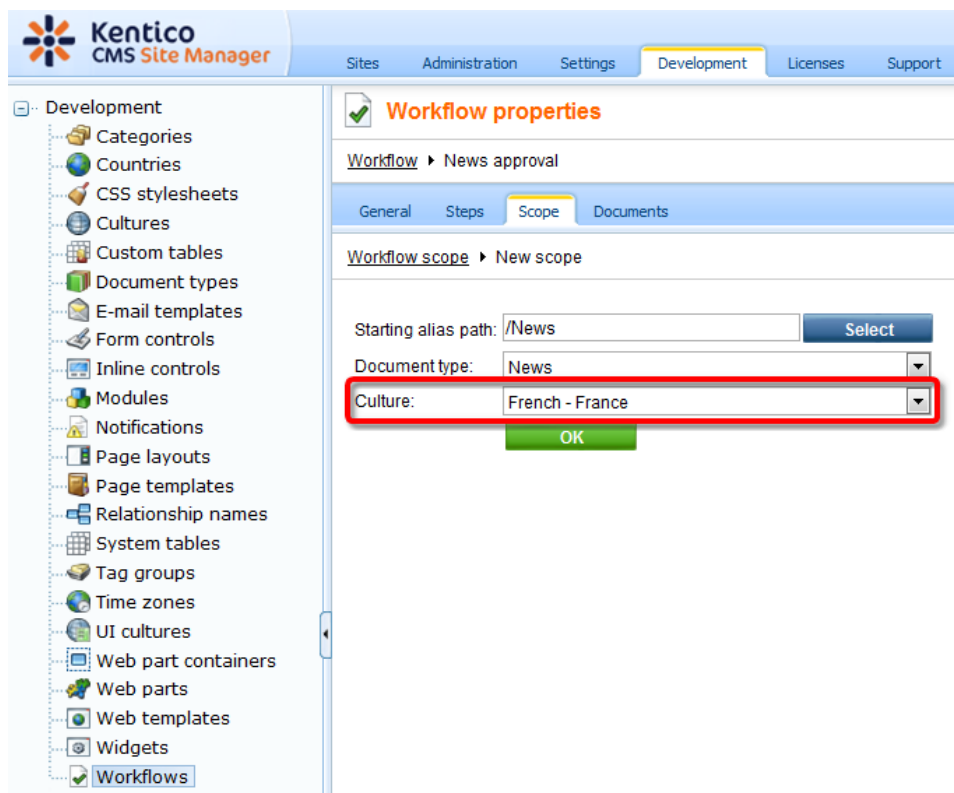 Kentico
CMS Site Manager
Sites Administration Settings Development Licenses Support
Development
Categories
Countries
CSS stylesheets
Cultures
Custom tables
Document types
E-mail templates
Form controls
Inline controls
Modules
Notifications
Page layouts
Page templates
Relationship names
System tables
Tag groups
Time zones
UI cultures
Web part containers
Web parts
Web templates
Widgets
Workflows
Workflow properties
Workflow News approval
General Steps Scope Documents
Workflow scope New scope
Starting alias path: /News Select
Document type: News
Culture: French - France
OK